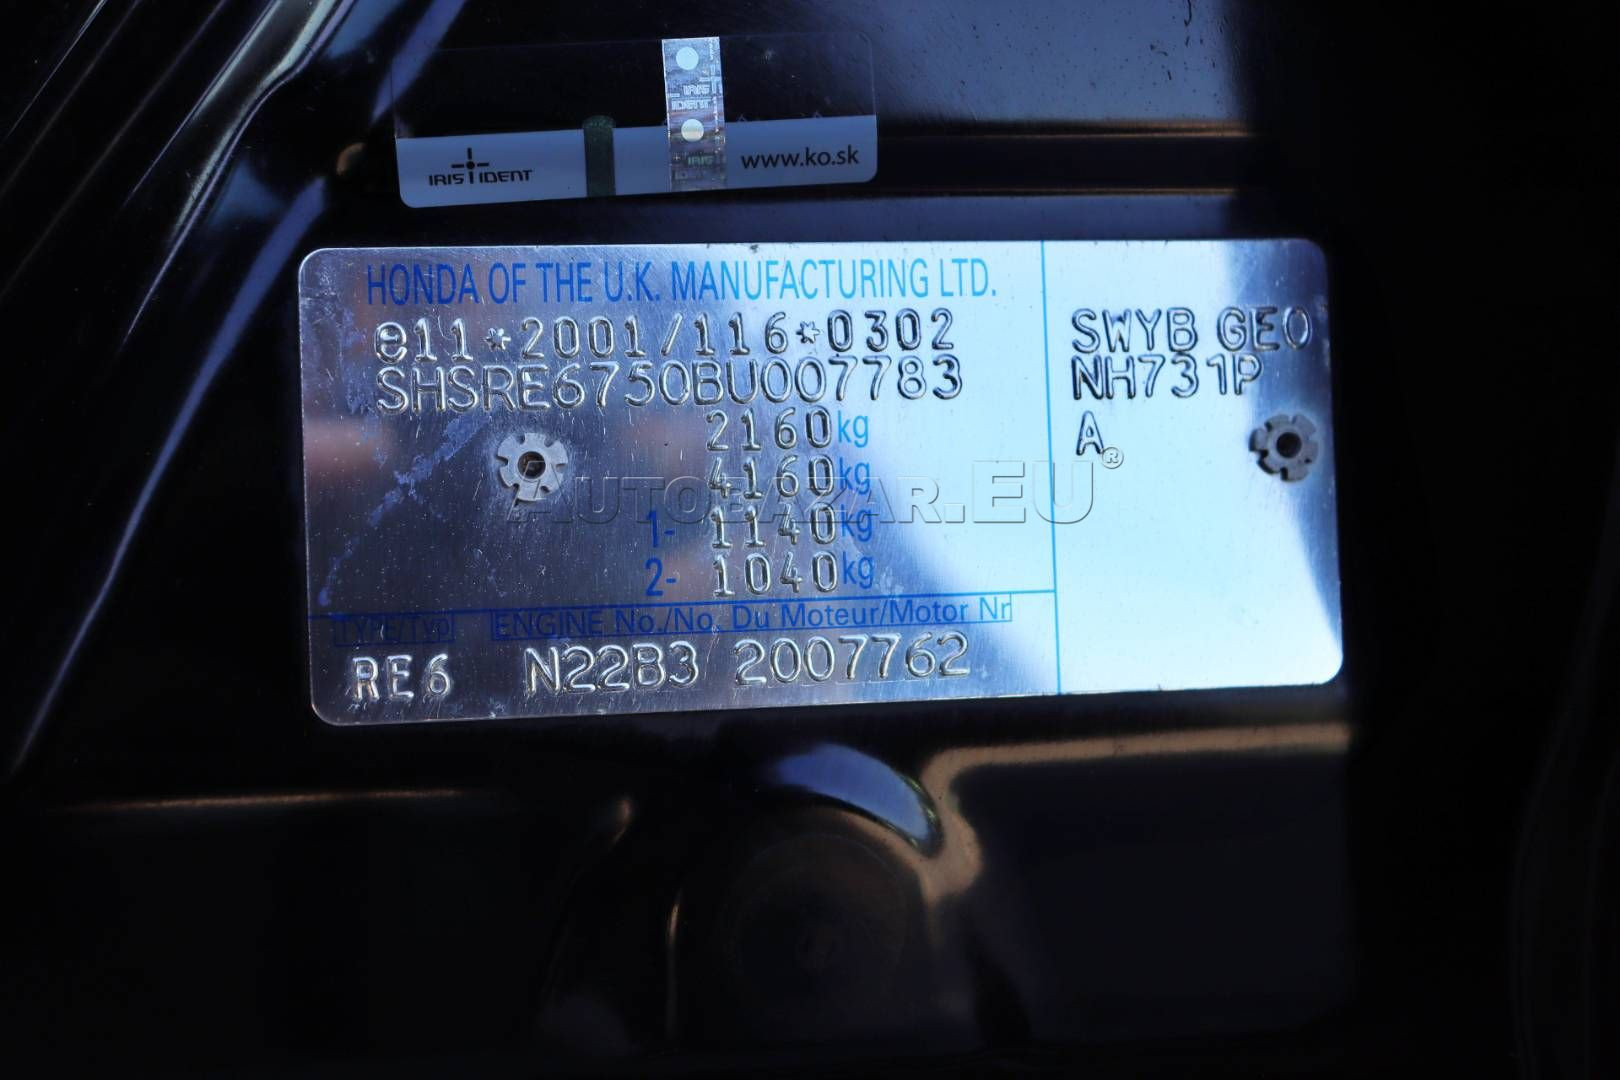 IRIS IDENT
IRIS IDENT
IRIS
www.ko.sk
HONDA OF THE U.K. MANUFACTURING LTD.
e11*2001/116*0302
SHSRE6750BU007783
2160kg
4160kg
1- 1140kg
2- 1040kg
SWYB GEO
NH731P
A
AUTOBAZAR.EU®
TYPE/Typ ENGINE No./No. Du Moteur/Motor Nr
RE6 N22B3 2007762